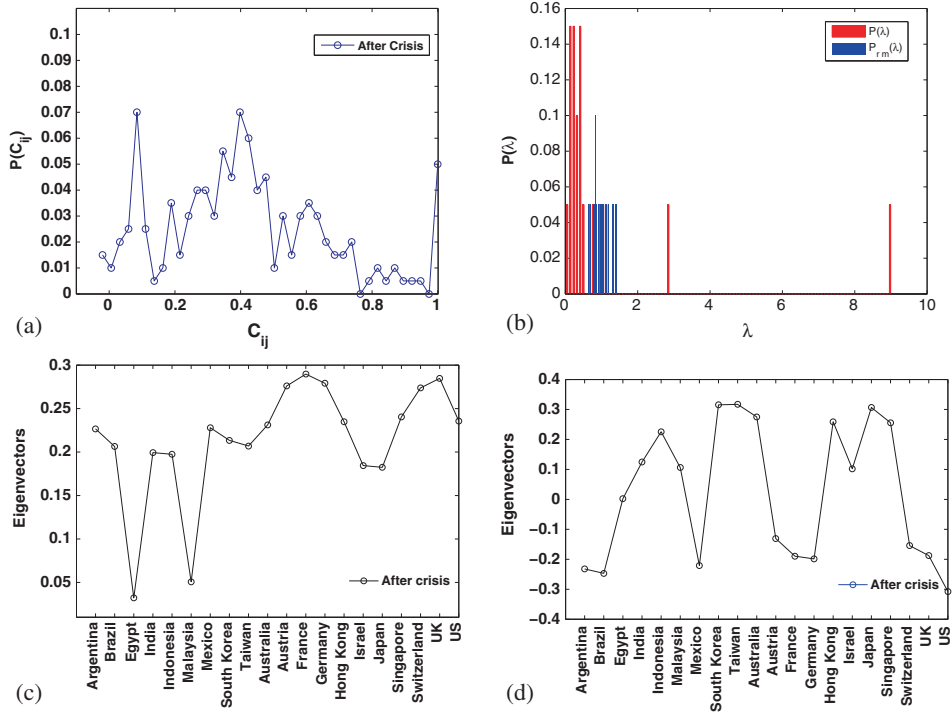 0.1
0.09
0.08
0.07
0.06
0.05
0.04
0.03
0.02
0.01
0
P(C_ij)
After Crisis
0 0.2 0.4 0.6 0.8 1
C_ij
(a)
0.16
0.14
0.12
0.1
0.08
0.06
0.04
0.02
0
P(λ)
P(λ)
P_r m(λ)
0 2 4 6 8 10
λ
(b)
0.3
0.25
0.2
0.15
0.1
0.05
Eigenvectors
After crisis
Argentina
Brazil
Egypt
India
Indonesia
Malaysia
Mexico
South Korea
Taiwan
Australia
Austria
France
Germany
Hong Kong
Israel
Japan
Singapore
Switzerland
UK
US
(c)
0.4
0.3
0.2
0.1
0
−0.1
−0.2
−0.3
−0.4
Eigenvectors
After crisis
Argentina
Brazil
Egypt
India
Indonesia
Malaysia
Mexico
South Korea
Taiwan
Australia
Austria
France
Germany
Hong Kong
Israel
Japan
Singapore
Switzerland
UK
US
(d)